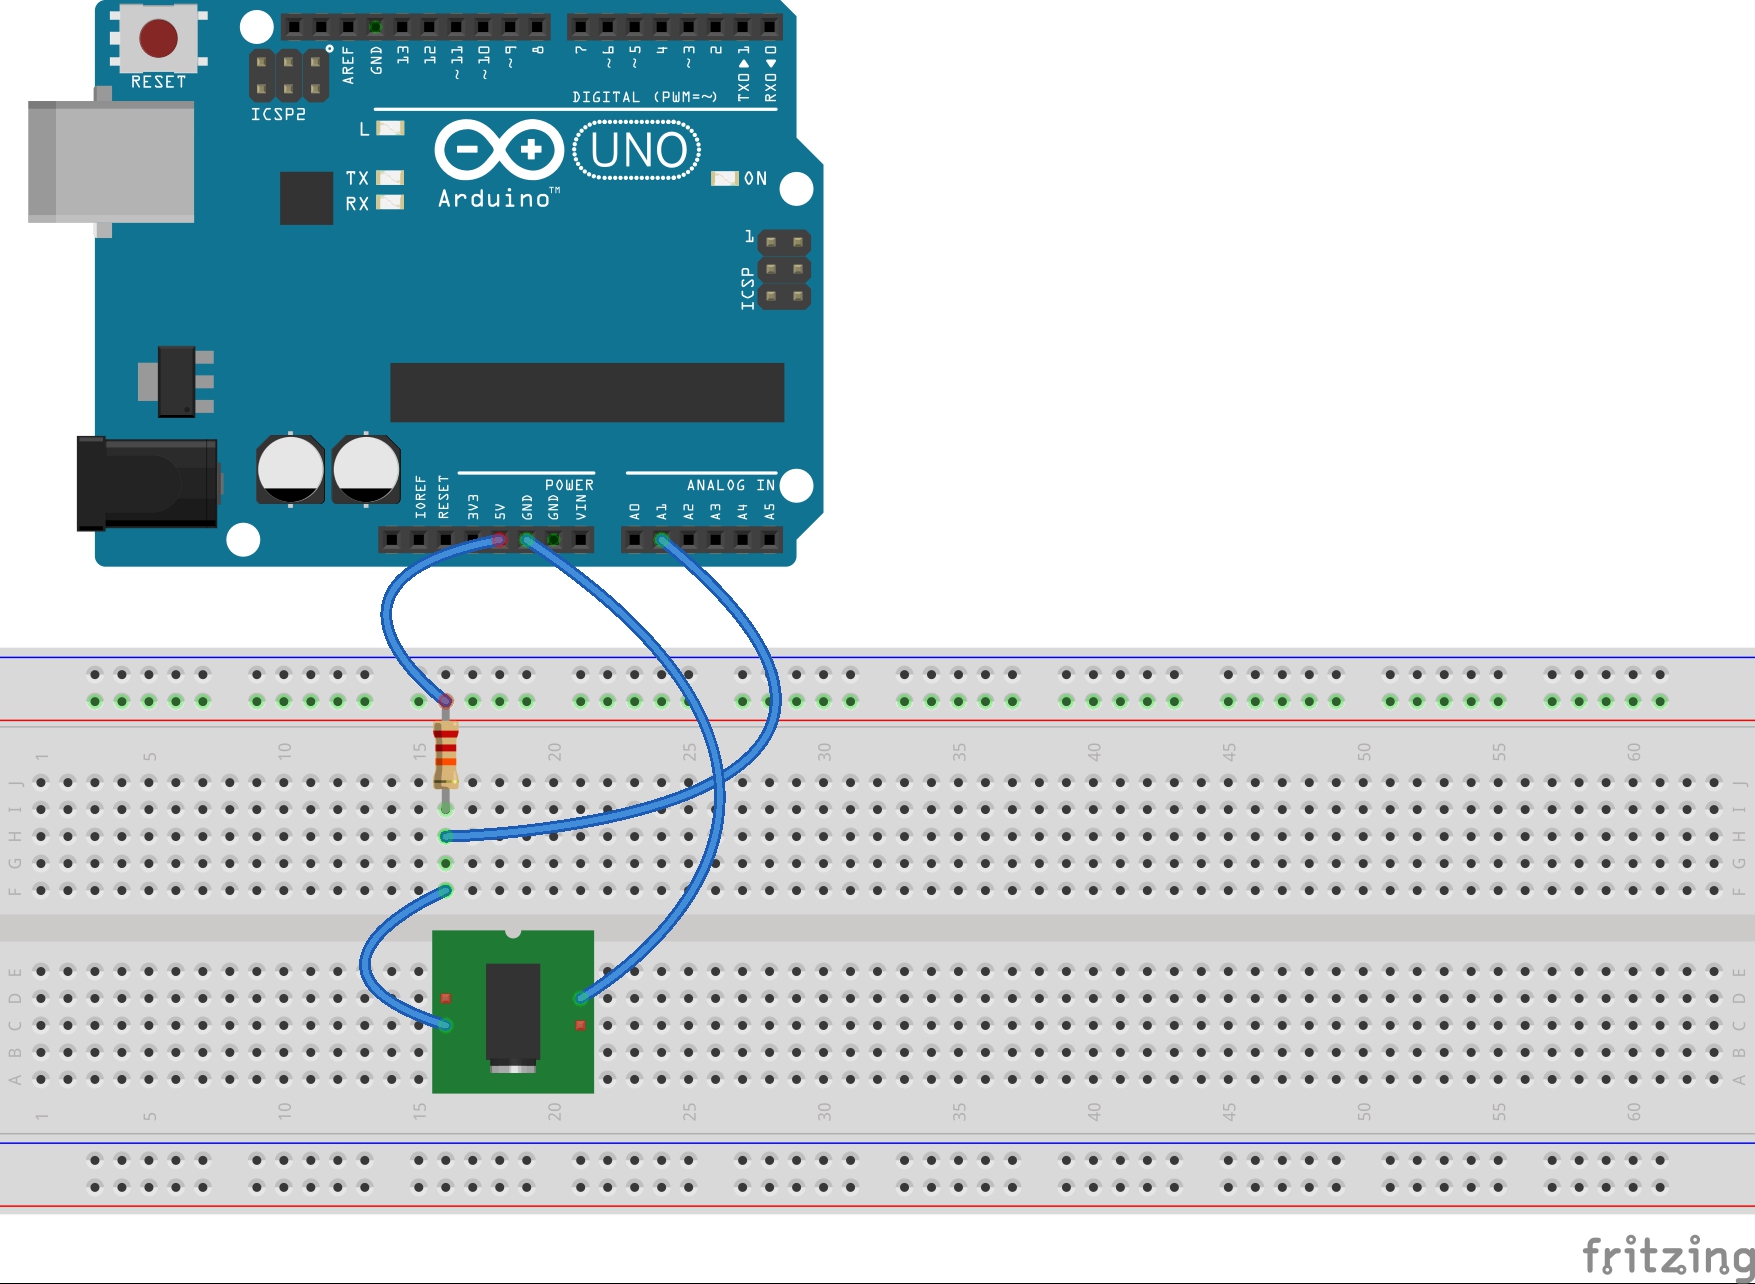 RESET
ICSP2
AREF
GND
13
12
~11
~10
~9
8
7
~6
~5
4
~3
2
TX0▶1
RX0◀0
DIGITAL (PWM=~)
L
TX
RX
UNO
Arduino™
ON
1
ICSP
POWER
ANALOG IN
IOREF
RESET
3V3
5V
GND
GND
VIN
A0
A1
A2
A3
A4
A5
1 5 10 15 20 25 30 35 40 45 50 55 60
J J
I I
H H
G G
F F
E E
D D
C C
B B
A A
1 5 10 15 20 25 30 35 40 45 50 55 60
fritzing